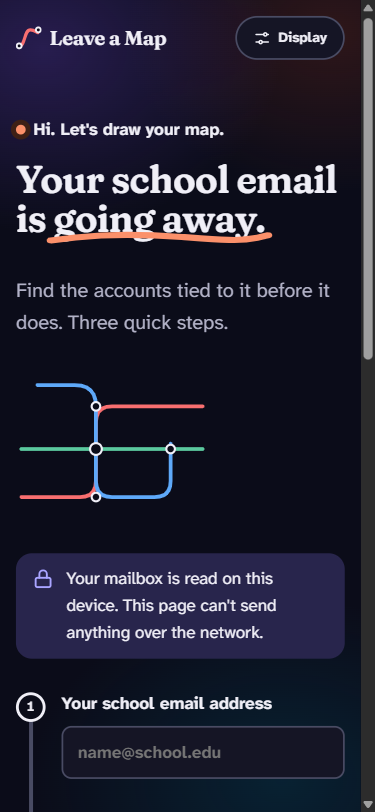 Leave a Map
Display
Hi. Let's draw your map.
Your school email
is going away.
Find the accounts tied to it before it
does. Three quick steps.
Your mailbox is read on this
device. This page can't send
anything over the network.
1
Your school email address
name@school.edu